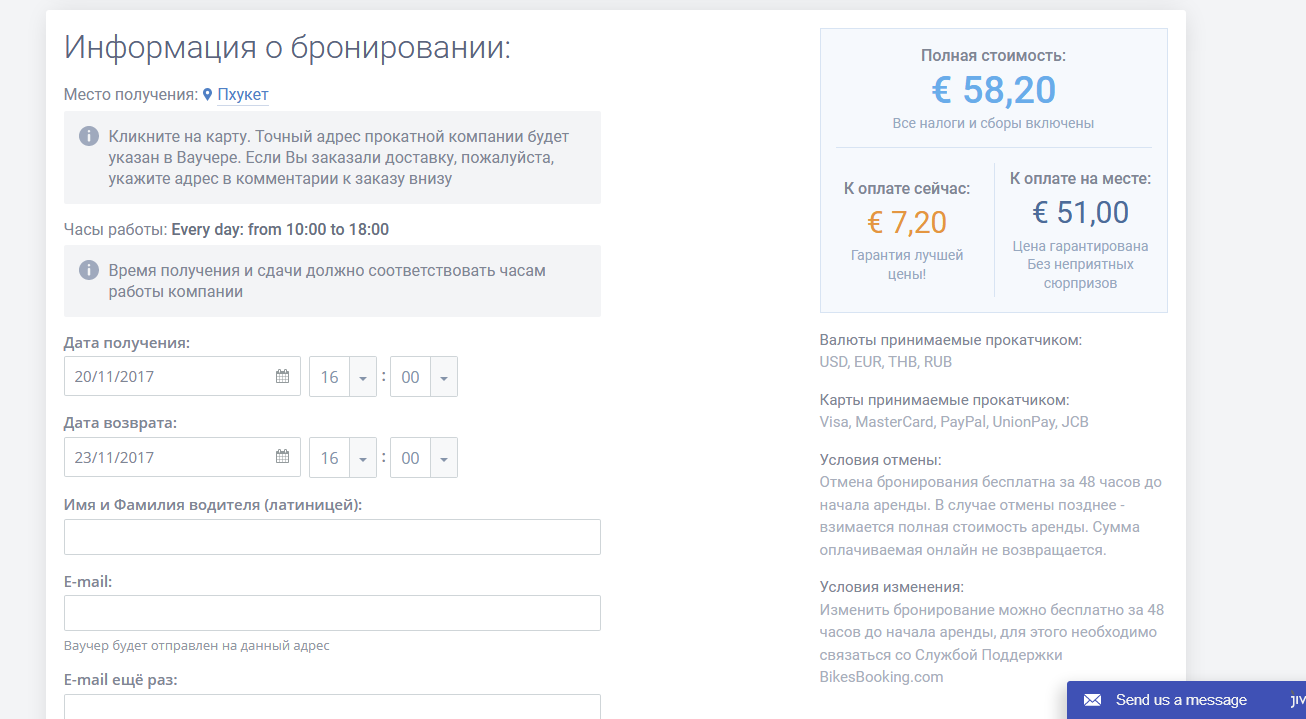 Информация о бронировании:
Место получения: Пхукет
Кликните на карту. Точный адрес прокатной компании будет
указан в Ваучере. Если Вы заказали доставку, пожалуйста,
укажите адрес в комментарии к заказу внизу
Часы работы: Every day: from 10:00 to 18:00
Время получения и сдачи должно соответствовать часам
работы компании
Дата получения:
20/11/2017 16 : 00
Дата возврата:
23/11/2017 16 : 00
Имя и Фамилия водителя (латиницей):
E-mail:
Ваучер будет отправлен на данный адрес
E-mail ещё раз:
Полная стоимость:
€ 58,20
Все налоги и сборы включены
К оплате сейчас:
€ 7,20
Гарантия лучшей
цены!
К оплате на месте:
€ 51,00
Цена гарантирована
Без неприятных
сюрпризов
Валюты принимаемые прокатчиком:
USD, EUR, THB, RUB
Карты принимаемые прокатчиком:
Visa, MasterCard, PayPal, UnionPay, JCB
Условия отмены:
Отмена бронирования бесплатна за 48 часов до
начала аренды. В случае отмены позднее -
взимается полная стоимость аренды. Сумма
оплачиваемая онлайн не возвращается.
Условия изменения:
Изменить бронирование можно бесплатно за 48
часов до начала аренды, для этого необходимо
связаться со Службой Поддержки
BikesBooking.com
Send us a message